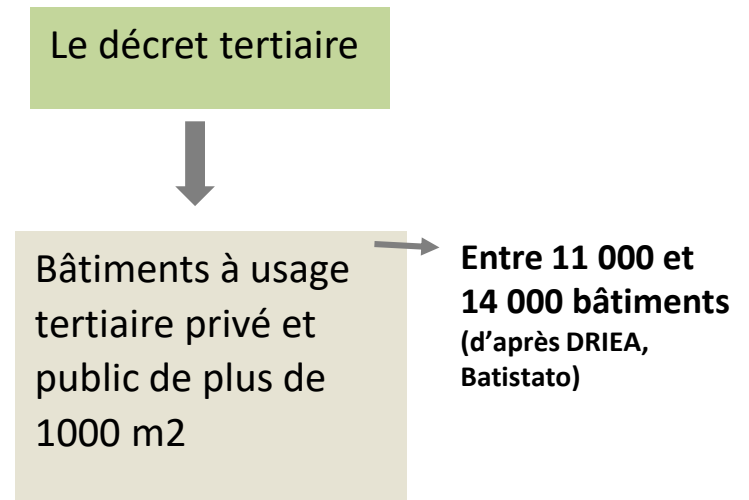 Le décret tertiaire
Bâtiments à usage
tertiaire privé et
public de plus de
1000 m2
Entre 11 000 et
14 000 bâtiments
(d’après DRIEA,
Batistato)